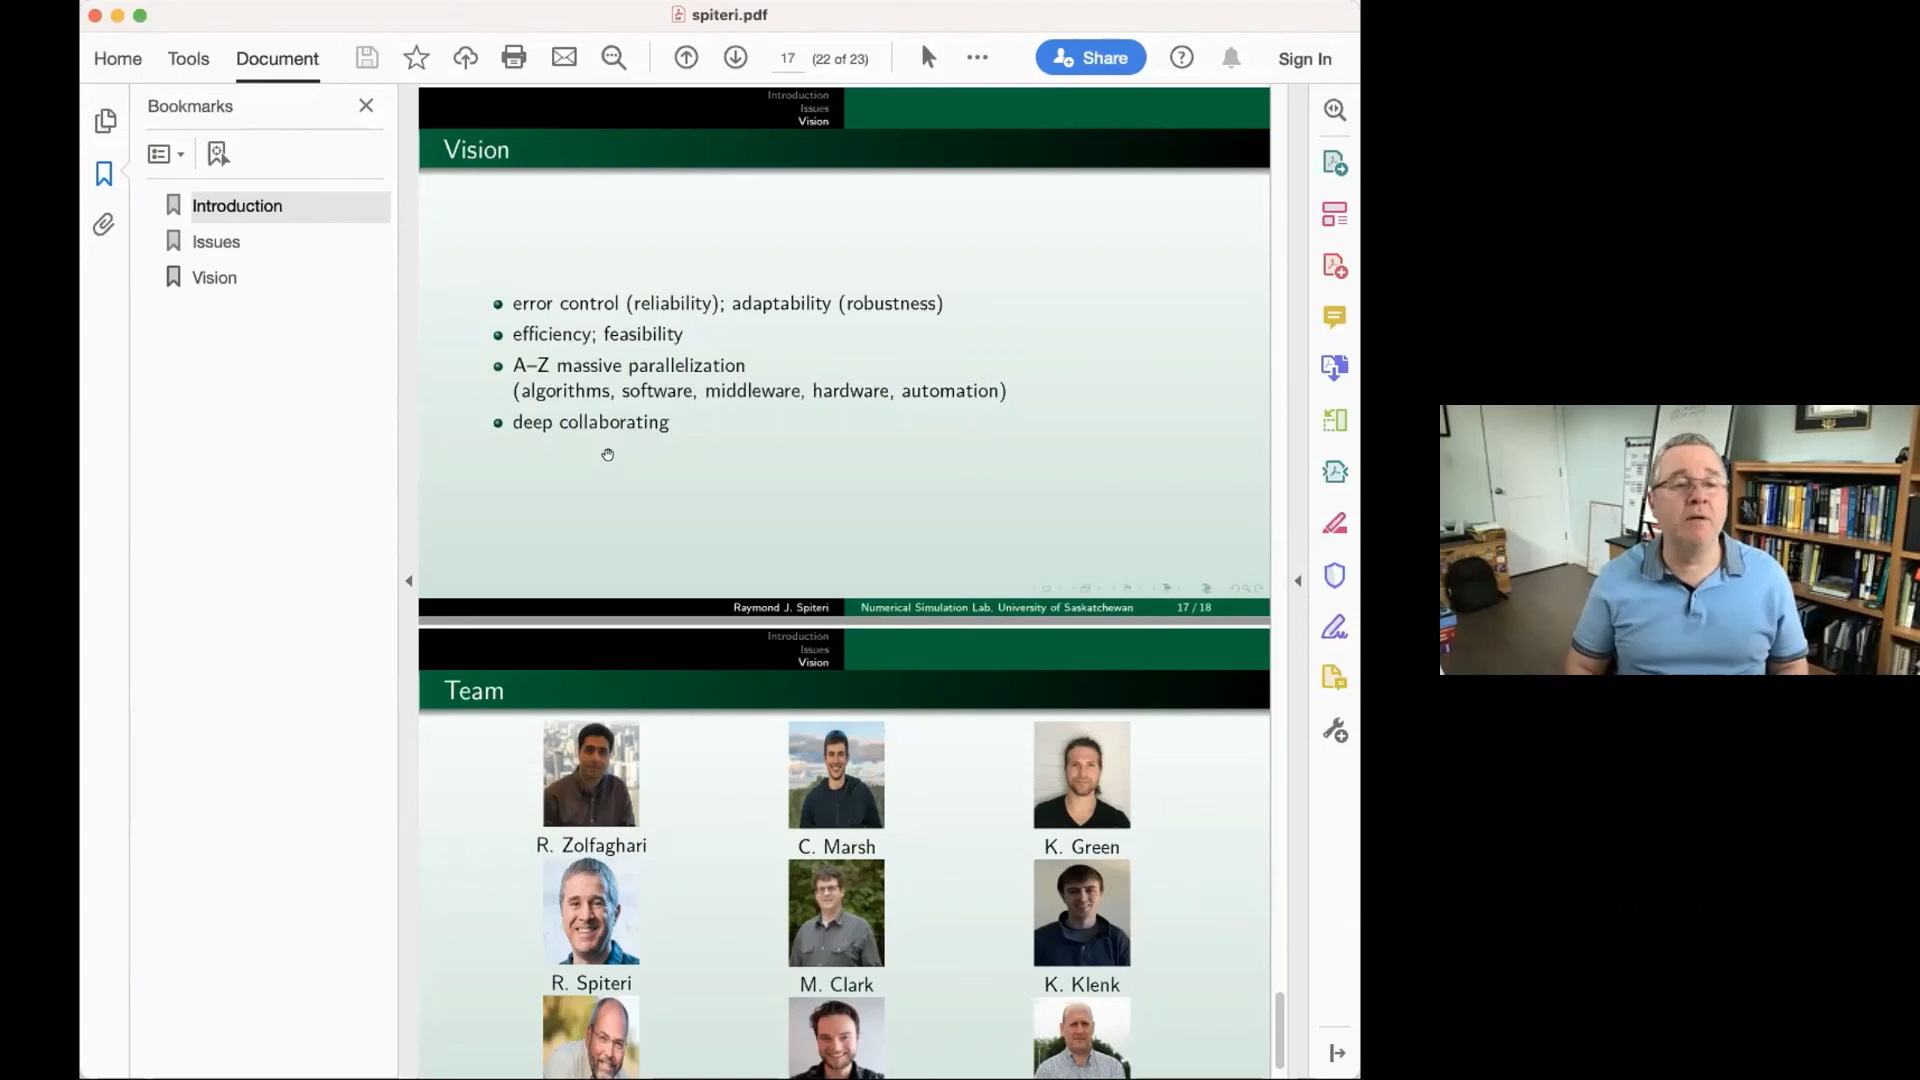 spiteri.pdf
Home Tools Document 17 (22 of 23) Share Sign In
Bookmarks
Introduction
Issues
Vision
Introduction
Issues
Vision
Vision
error control (reliability); adaptability (robustness)
efficiency; feasibility
A–Z massive parallelization
(algorithms, software, middleware, hardware, automation)
deep collaborating
Raymond J. Spiteri Numerical Simulation Lab, University of Saskatchewan 17 / 18
Introduction
Issues
Vision
Team
R. Zolfaghari C. Marsh K. Green
R. Spiteri M. Clark K. Klenk